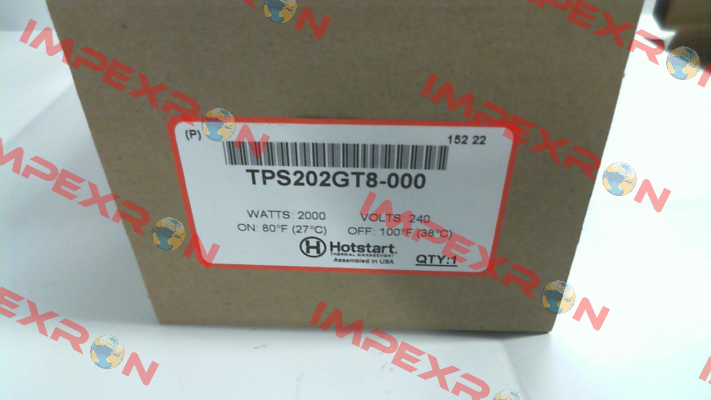 (P) 152 22
TPS202GT8-000
WATTS: 2000 VOLTS: 240
ON: 80°F (27°C) OFF: 100°F (38°C)
H Hotstart
THERMAL MANAGEMENT
Assembled in USA
QTY:1
IMPEXRON
IMPEXRON
IMPEXRON
IMPEXRON
IMPEXRON
IMPEXRON
IMPEXRON